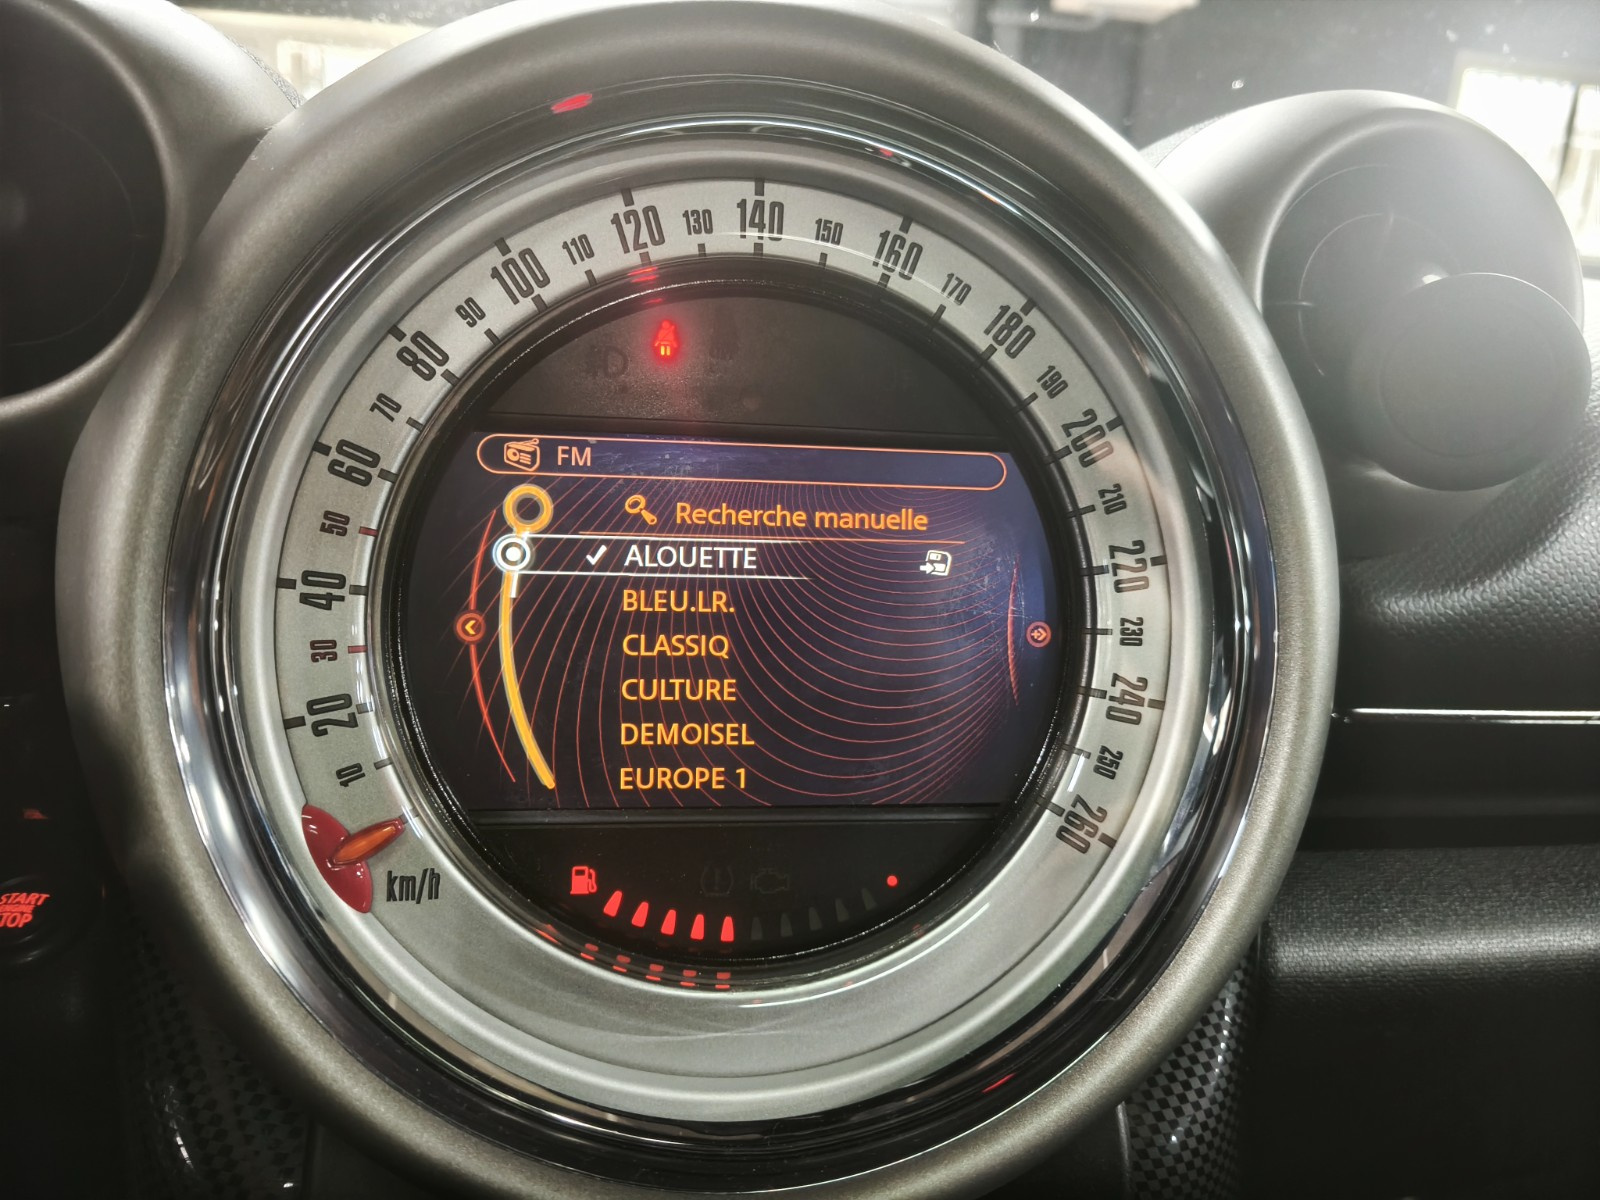 10
20
30
40
50
60
70
80
90
100
110
120
130
140
150
160
170
180
190
200
210
220
230
240
250
260
km/h
FM
Recherche manuelle
ALOUETTE
BLEU.LR.
CLASSIQ
CULTURE
DEMOISEL
EUROPE 1
START
STOP